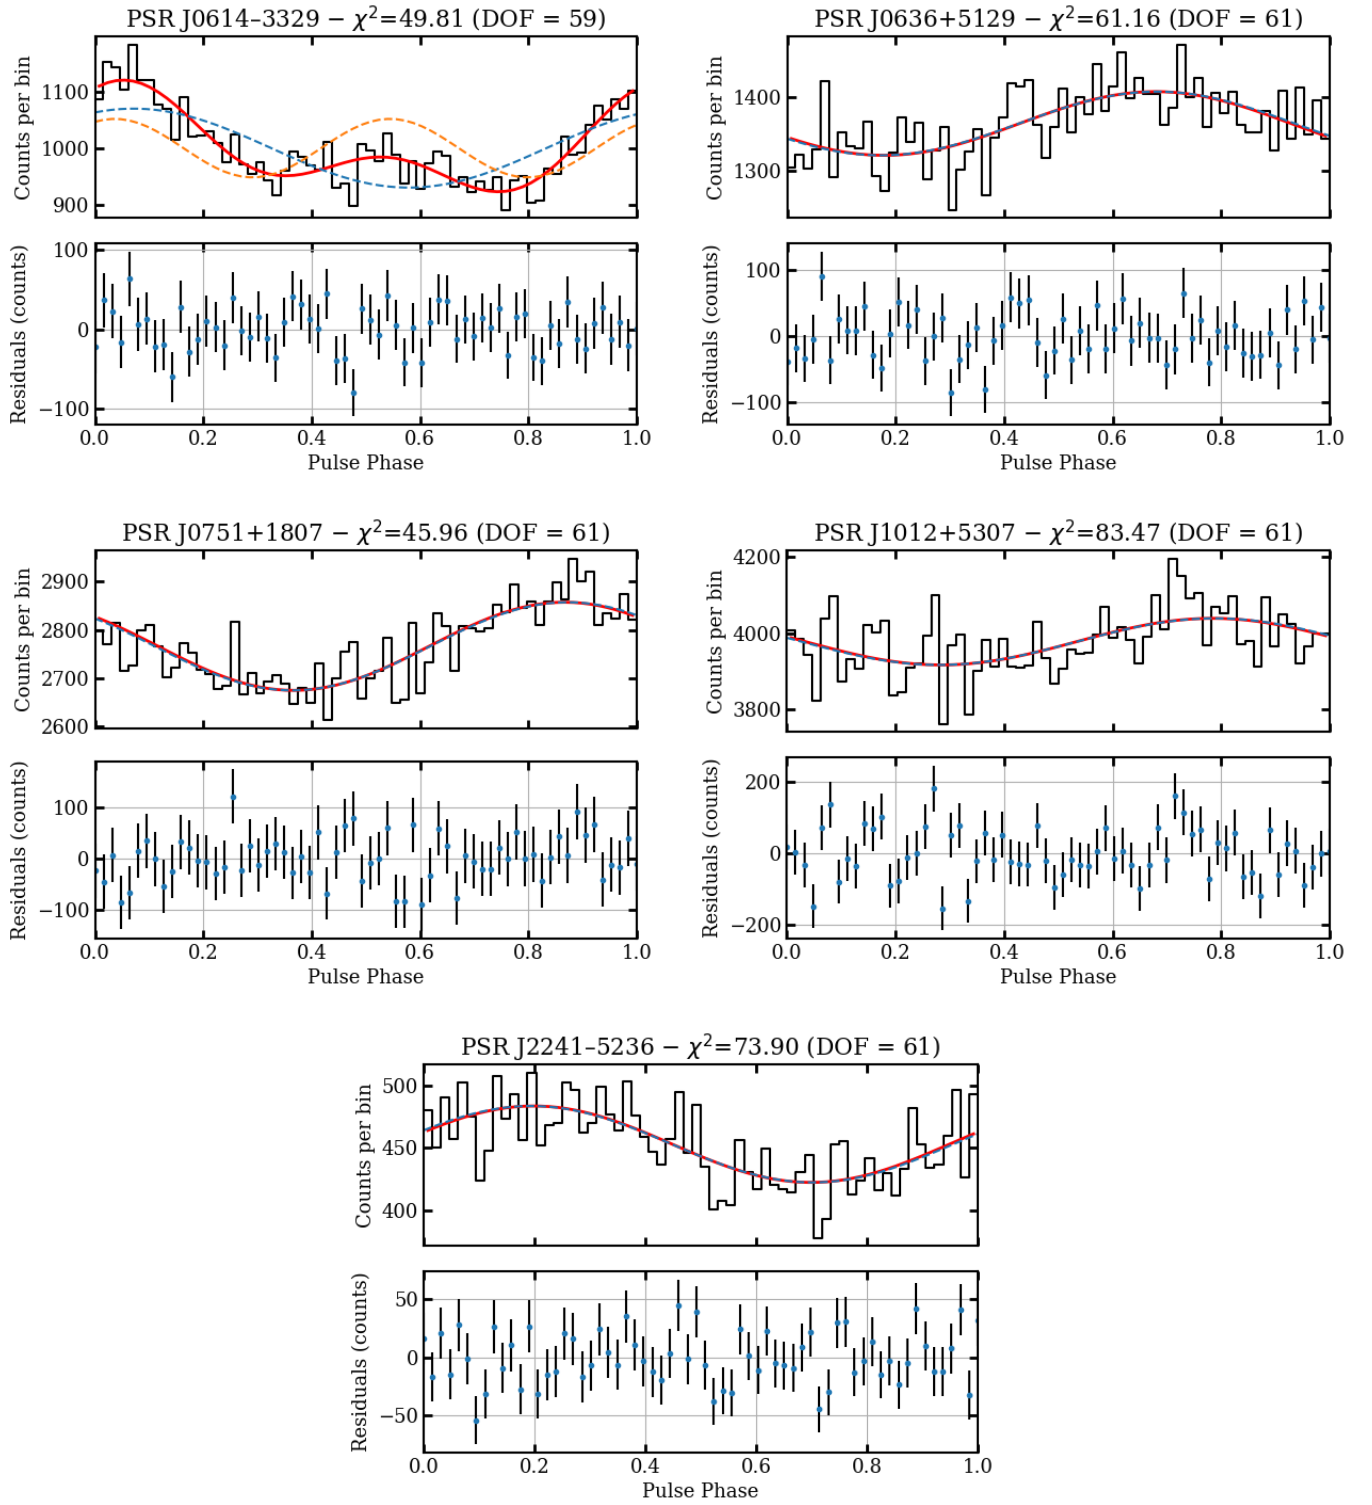 PSR J0614–3329 − χ²=49.81 (DOF = 59)
Counts per bin
1100
1000
900
Residuals (counts)
100
0
−100
0.0 0.2 0.4 0.6 0.8 1.0
Pulse Phase
PSR J0636+5129 − χ²=61.16 (DOF = 61)
Counts per bin
1400
1300
Residuals (counts)
100
0
−100
0.0 0.2 0.4 0.6 0.8 1.0
Pulse Phase
PSR J0751+1807 − χ²=45.96 (DOF = 61)
Counts per bin
2900
2800
2700
2600
Residuals (counts)
100
0
−100
0.0 0.2 0.4 0.6 0.8 1.0
Pulse Phase
PSR J1012+5307 − χ²=83.47 (DOF = 61)
Counts per bin
4200
4000
3800
Residuals (counts)
200
0
−200
0.0 0.2 0.4 0.6 0.8 1.0
Pulse Phase
PSR J2241–5236 − χ²=73.90 (DOF = 61)
Counts per bin
500
450
400
Residuals (counts)
50
0
−50
0.0 0.2 0.4 0.6 0.8 1.0
Pulse Phase